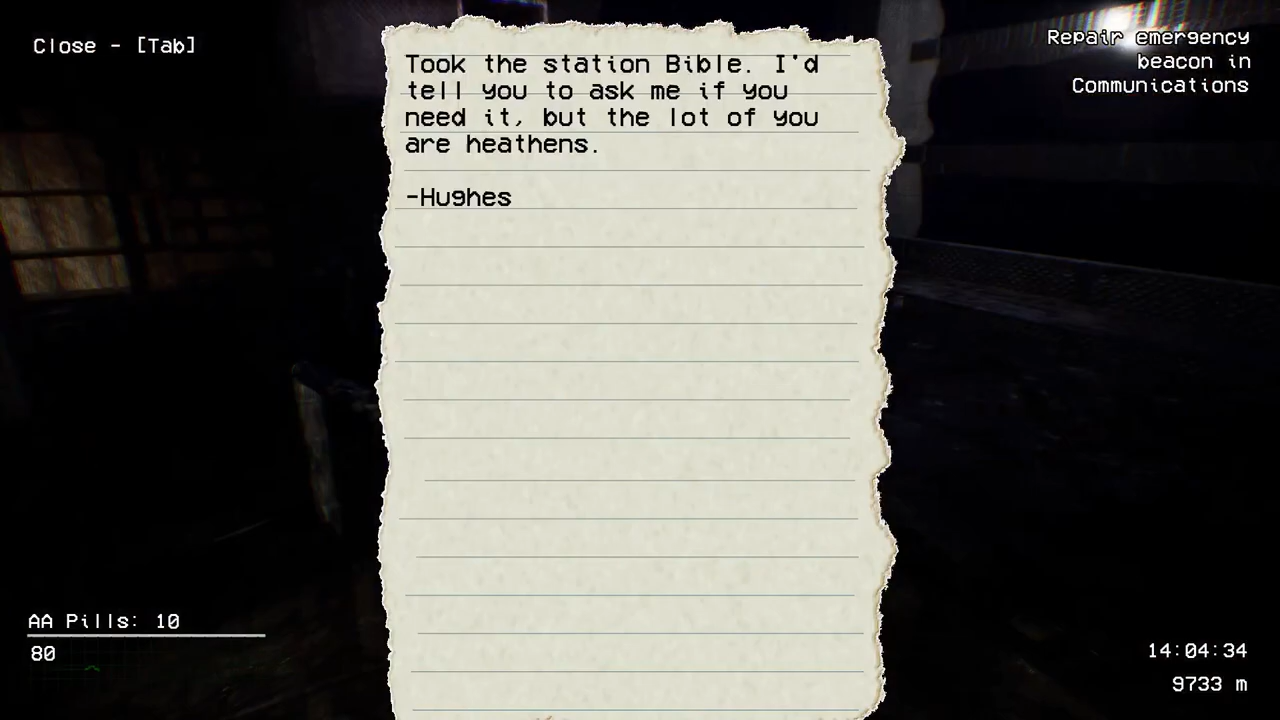 Close - [Tab]
Took the station Bible. I'd
tell you to ask me if you
need it, but the lot of you
are heathens.
-Hughes
Repair emergency
beacon in
Communications
AA Pills: 10
80
14:04:34
9733 m